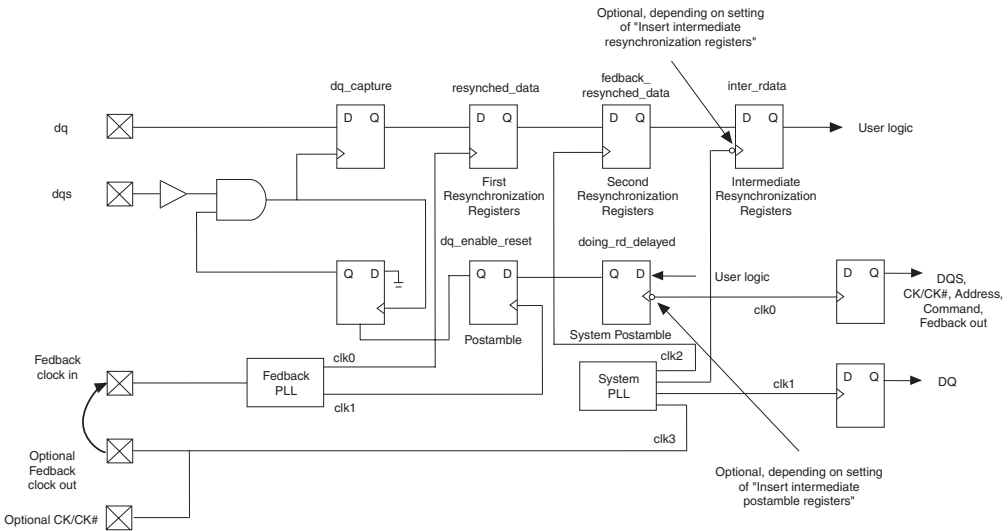 Optional, depending on setting
of "Insert intermediate
resynchronization registers"
dq_capture
resynched_data
fedback_
resynched_data
inter_rdata
dq
D Q
D Q
D Q
D Q
User logic
dqs
First
Resynchronization
Registers
Second
Resynchronization
Registers
Intermediate
Resynchronization
Registers
dq_enable_reset
doing_rd_delayed
Q D
Q D
Q D
User logic
D Q
DQS,
CK/CK#, Address,
Command,
Fedback out
clk0
Postamble
System Postamble
Fedback
clock in
Fedback
PLL
clk0
clk1
System
PLL
clk2
clk1
clk3
D Q
DQ
Optional
Fedback
clock out
Optional CK/CK#
Optional, depending on setting
of "Insert intermediate
postamble registers"